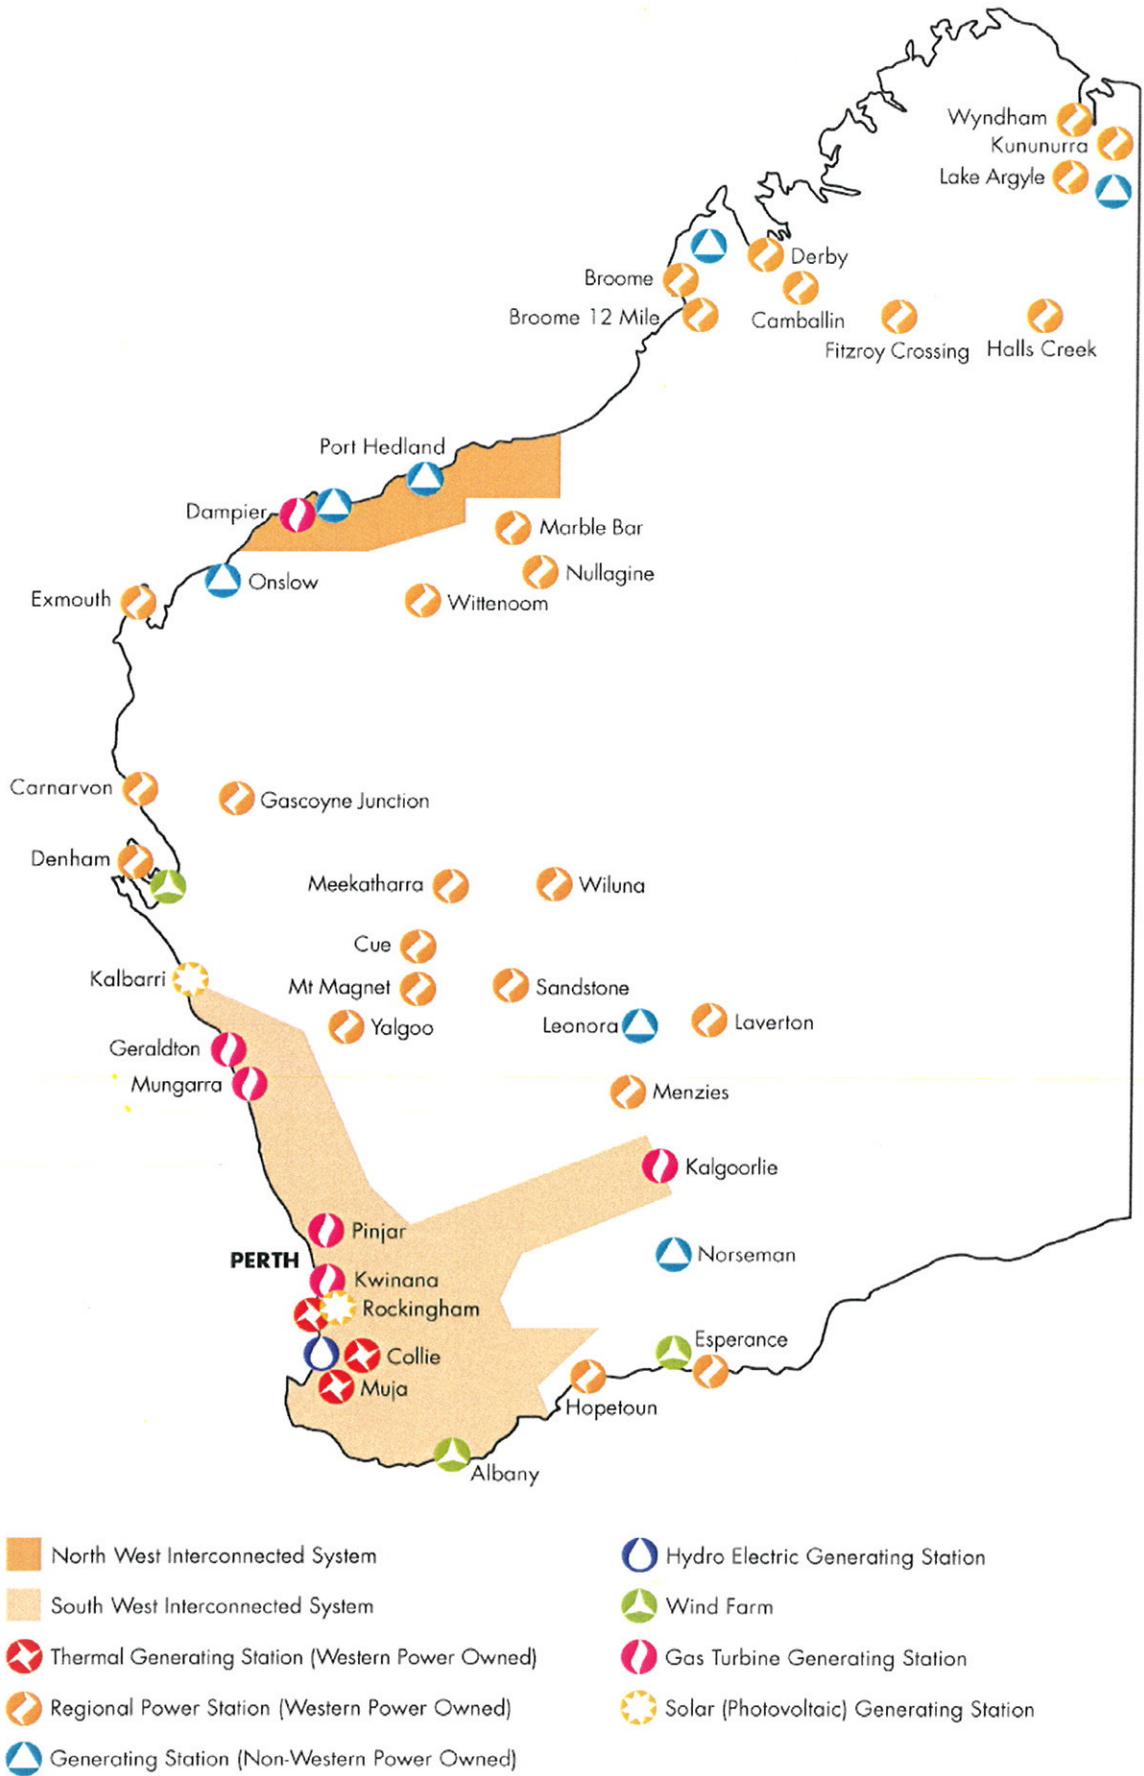 Wyndham
Kununurra
Lake Argyle
Derby
Broome
Broome 12 Mile
Camballin
Fitzroy Crossing
Halls Creek
Port Hedland
Dampier
Marble Bar
Nullagine
Onslow
Exmouth
Wittenoom
Carnarvon
Gascoyne Junction
Denham
Meekatharra
Wiluna
Cue
Kalbarri
Mt Magnet
Sandstone
Yalgoo
Leonora
Laverton
Geraldton
Mungarra
Menzies
Kalgoorlie
Pinjar
PERTH
Norseman
Kwinana
Rockingham
Esperance
Collie
Muja
Hopetoun
Albany
North West Interconnected System
South West Interconnected System
Thermal Generating Station (Western Power Owned)
Regional Power Station (Western Power Owned)
Generating Station (Non-Western Power Owned)
Hydro Electric Generating Station
Wind Farm
Gas Turbine Generating Station
Solar (Photovoltaic) Generating Station